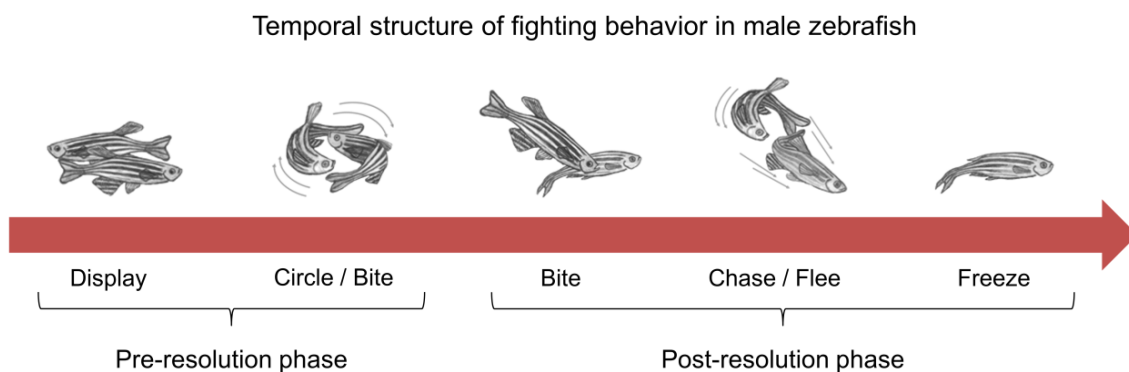 Temporal structure of fighting behavior in male zebrafish
Display
Circle / Bite
Bite
Chase / Flee
Freeze
Pre-resolution phase
Post-resolution phase